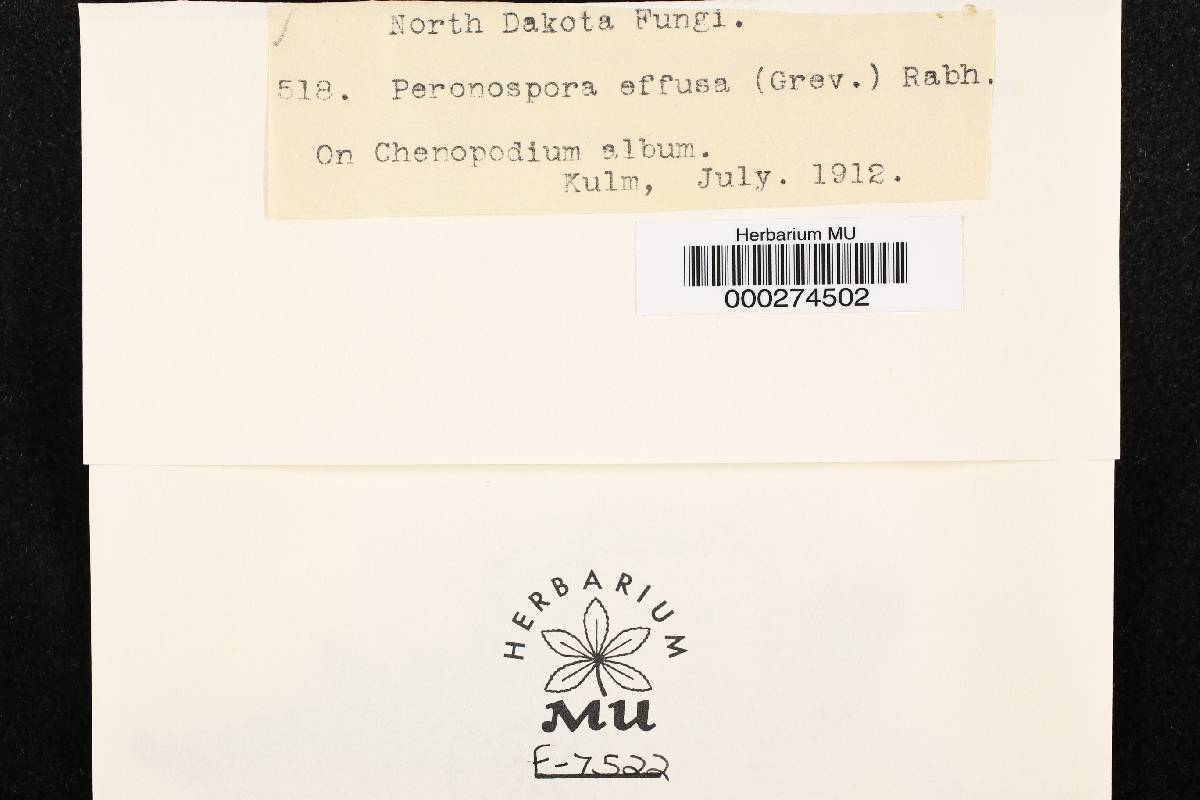 North Dakota Fungi.
518. Peronospora effusa (Grev.) Rabh.
On Chenopodium album.
Kulm, July. 1912.
Herbarium MU
000274502
HERBARIUM
MU
F-7522